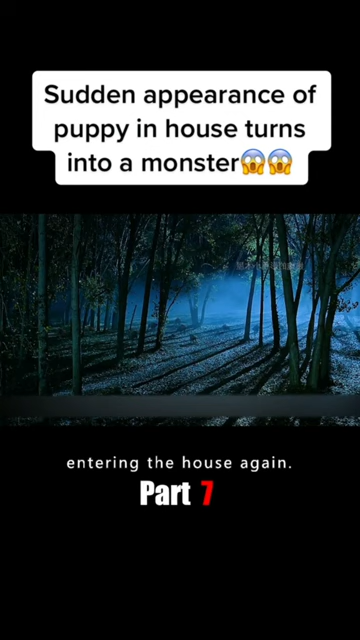 Sudden appearance of
puppy in house turns
into a monster😱😱
entering the house again.
Part 7